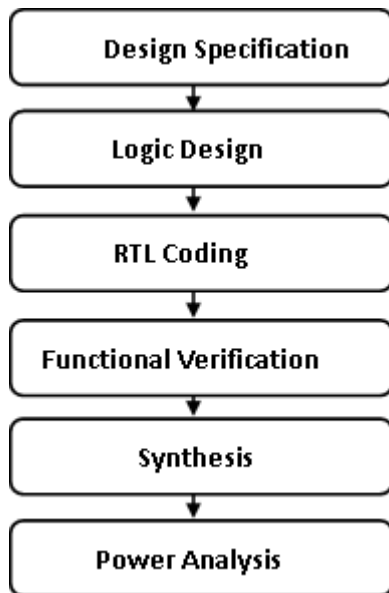 Design Specification
Logic Design
RTL Coding
Functional Verification
Synthesis
Power Analysis